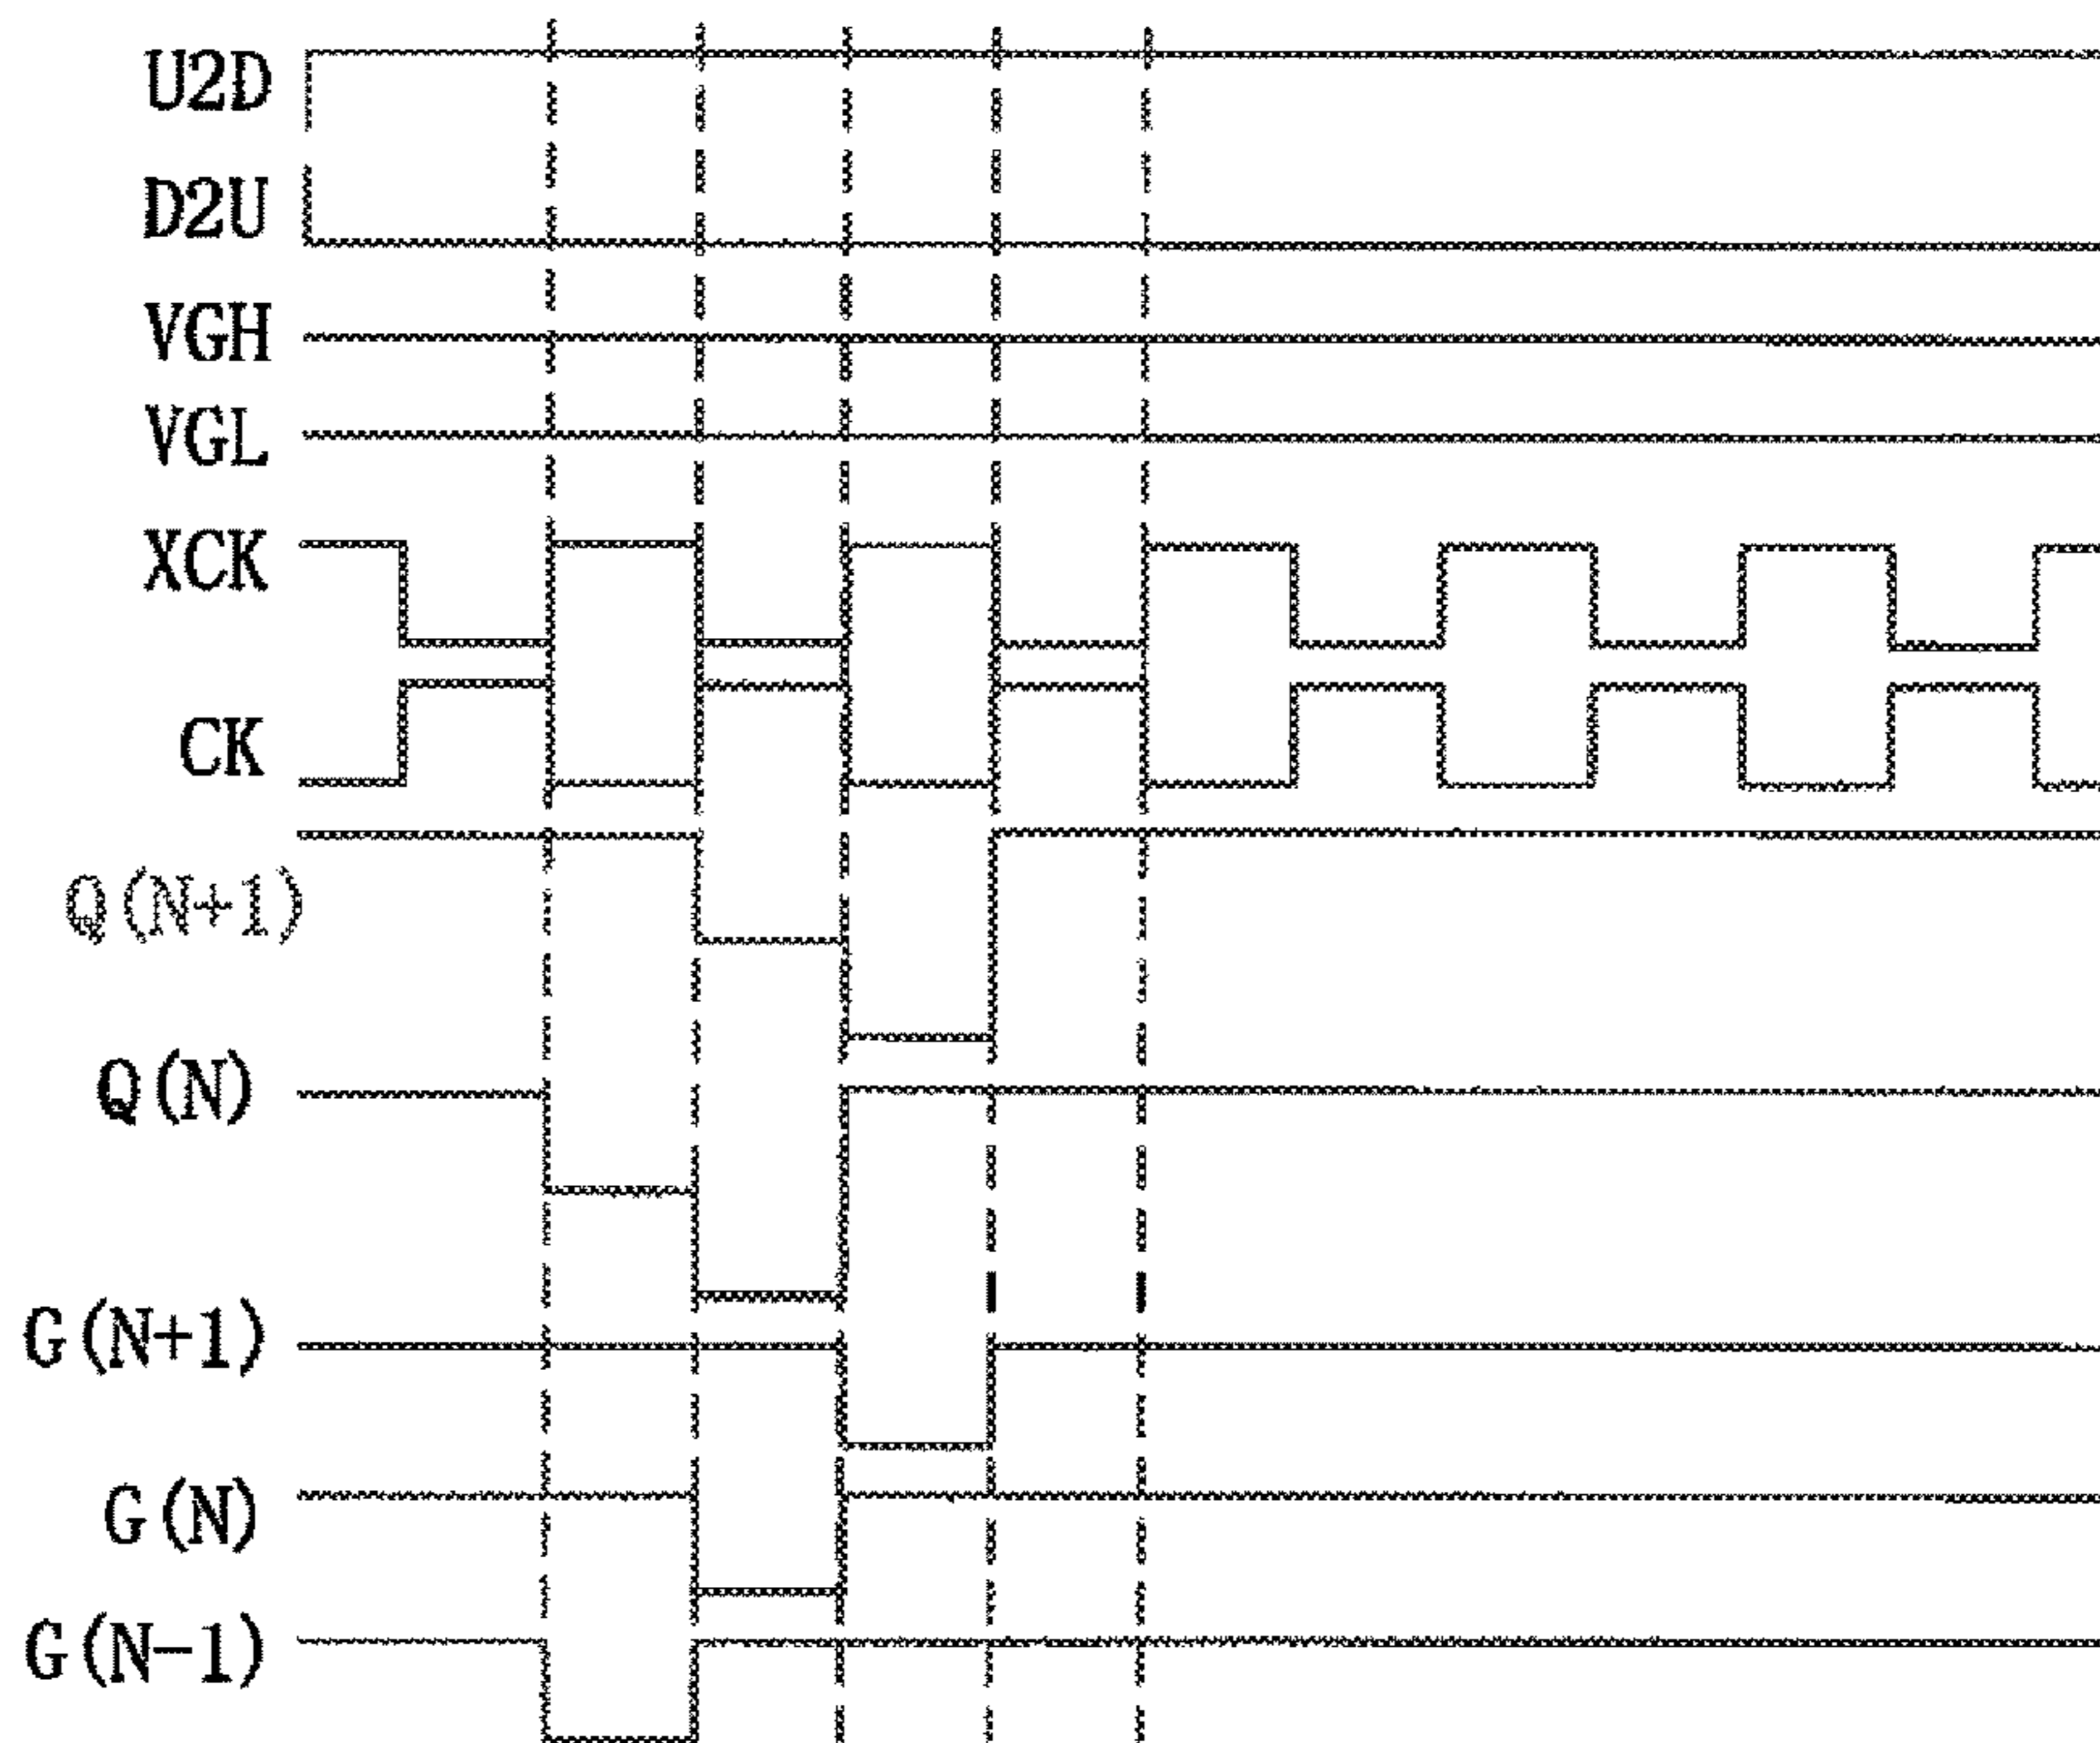 U2D
D2U
VGH
VGL
XCK
CK
Q(N+1)
Q(N)
G(N+1)
G(N)
G(N-1)